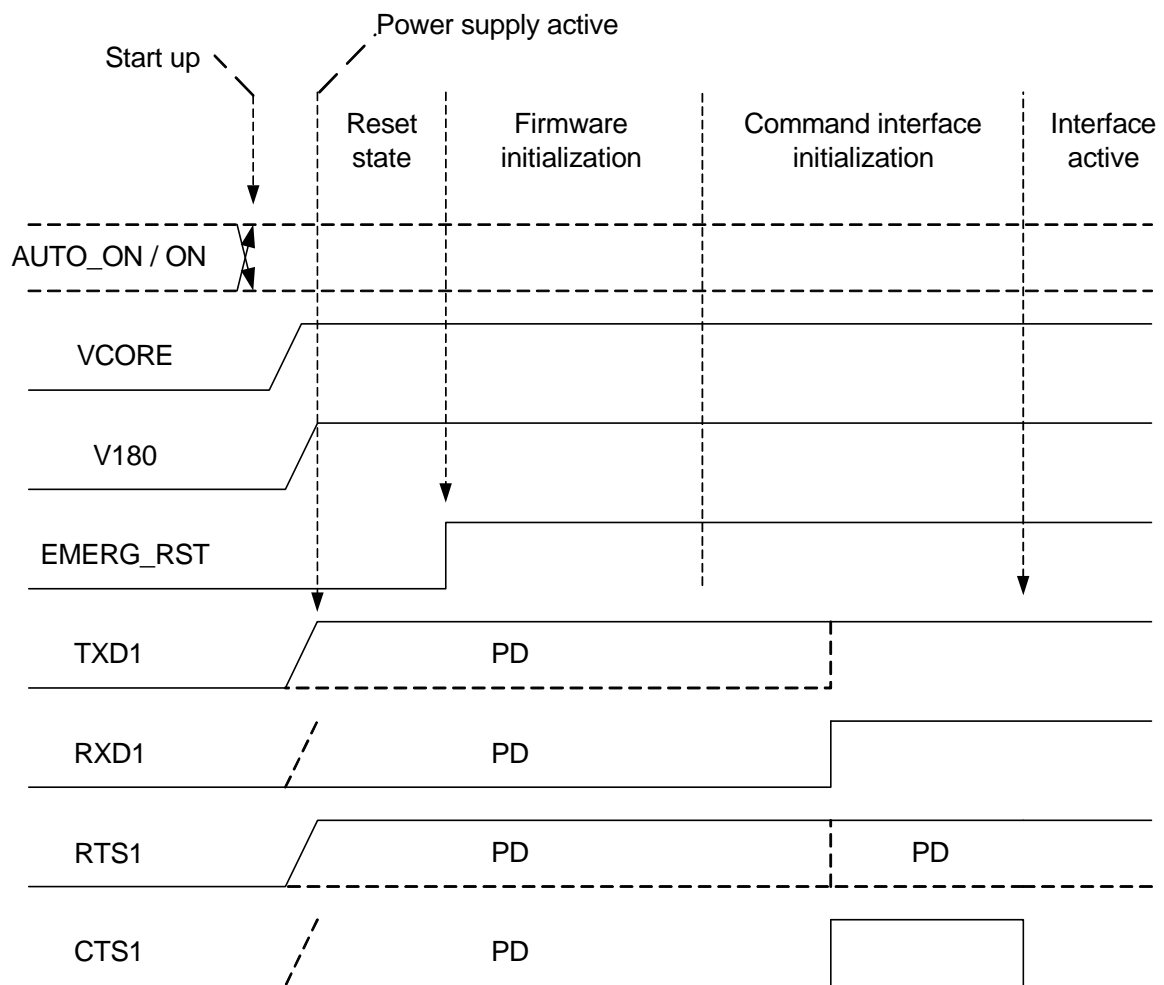 Power supply active
Start up
Reset
state
Firmware
initialization
Command interface
initialization
Interface
active
AUTO_ON / ON
VCORE
V180
EMERG_RST
TXD1
PD
RXD1
PD
RTS1
PD
PD
CTS1
PD